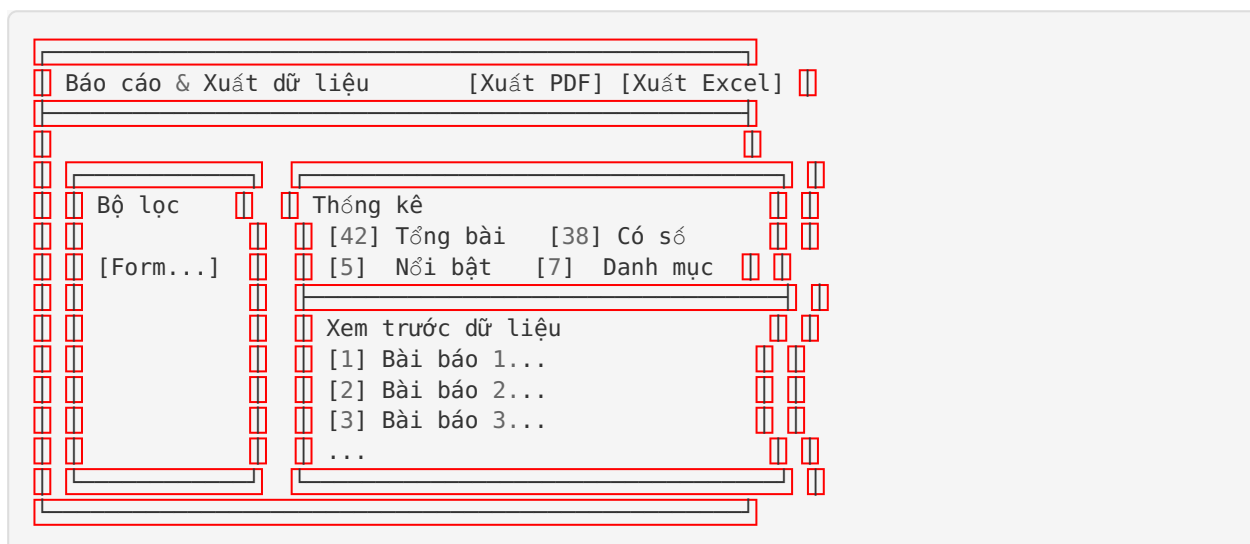 Báo cáo & Xuất dữ liệu [Xuất PDF] [Xuất Excel]
Bộ lọc Thống kê
[42] Tổng bài [38] Có số
[Form...] [5] Nổi bật [7] Danh mục
Xem trước dữ liệu
[1] Bài báo 1...
[2] Bài báo 2...
[3] Bài báo 3...
...